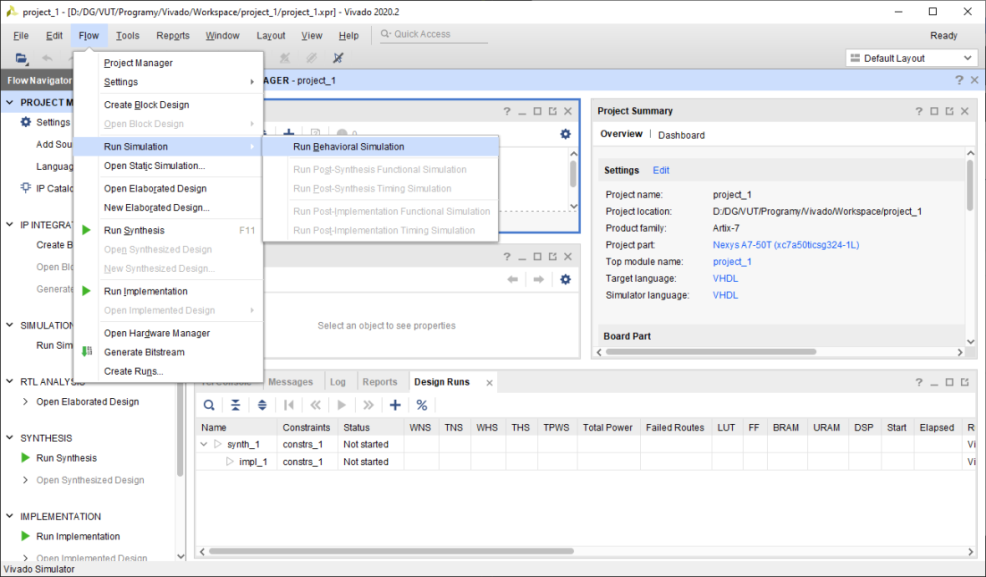 project_1 - [D:/DG/VUT/Programy/Vivado/Workspace/project_1/project_1.xpr] - Vivado 2020.2
File Edit Flow Tools Reports Window Layout View Help Quick Access Ready
Default Layout
Flow Navigator
AGER - project_1
Project Manager
Settings
Create Block Design
Open Block Design
Run Simulation
Open Static Simulation...
Open Elaborated Design
New Elaborated Design...
Run Synthesis F11
Open Synthesized Design
New Synthesized Design...
Run Implementation
Open Implemented Design
Open Hardware Manager
Generate Bitstream
Create Runs...
Run Behavioral Simulation
Run Post-Synthesis Functional Simulation
Run Post-Synthesis Timing Simulation
Run Post-Implementation Functional Simulation
Run Post-Implementation Timing Simulation
PROJECT M
Settings
Add Sou
Languag
IP Catalo
IP INTEGRA
Create B
Open Blo
Generate
SIMULATION
Run Sim
RTL ANALYSIS
Open Elaborated Design
SYNTHESIS
Run Synthesis
Open Synthesized Design
IMPLEMENTATION
Run Implementation
Open Implemented Design
Select an object to see properties
Project Summary
Overview | Dashboard
Settings Edit
Project name: project_1
Project location: D:/DG/VUT/Programy/Vivado/Workspace/project_1
Product family: Artix-7
Project part: Nexys A7-50T (xc7a50ticsg324-1L)
Top module name: project_1
Target language: VHDL
Simulator language: VHDL
Board Part
Messages Log Reports Design Runs
Name Constraints Status WNS TNS WHS THS TPWS Total Power Failed Routes LUT FF BRAM URAM DSP Start Elapsed R
synth_1 constrs_1 Not started Vi
impl_1 constrs_1 Not started Vi
Vivado Simulator